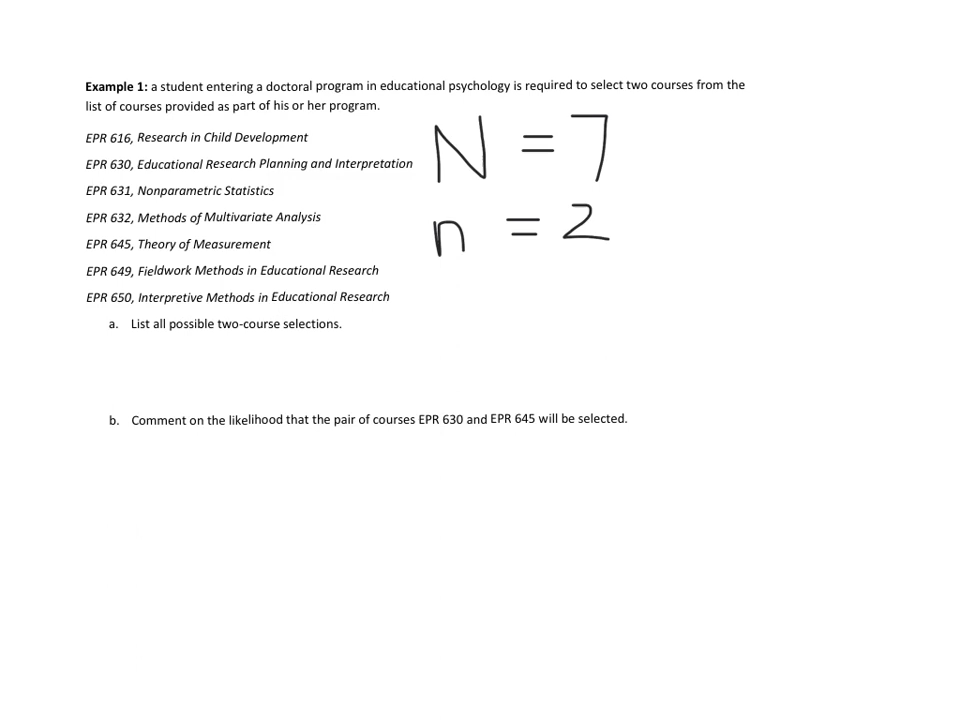 Example 1: a student entering a doctoral program in educational psychology is required to select two courses from the
list of courses provided as part of his or her program.
EPR 616, Research in Child Development
EPR 630, Educational Research Planning and Interpretation
EPR 631, Nonparametric Statistics
EPR 632, Methods of Multivariate Analysis
EPR 645, Theory of Measurement
EPR 649, Fieldwork Methods in Educational Research
EPR 650, Interpretive Methods in Educational Research
N = 7
n = 2
a. List all possible two-course selections.
b. Comment on the likelihood that the pair of courses EPR 630 and EPR 645 will be selected.